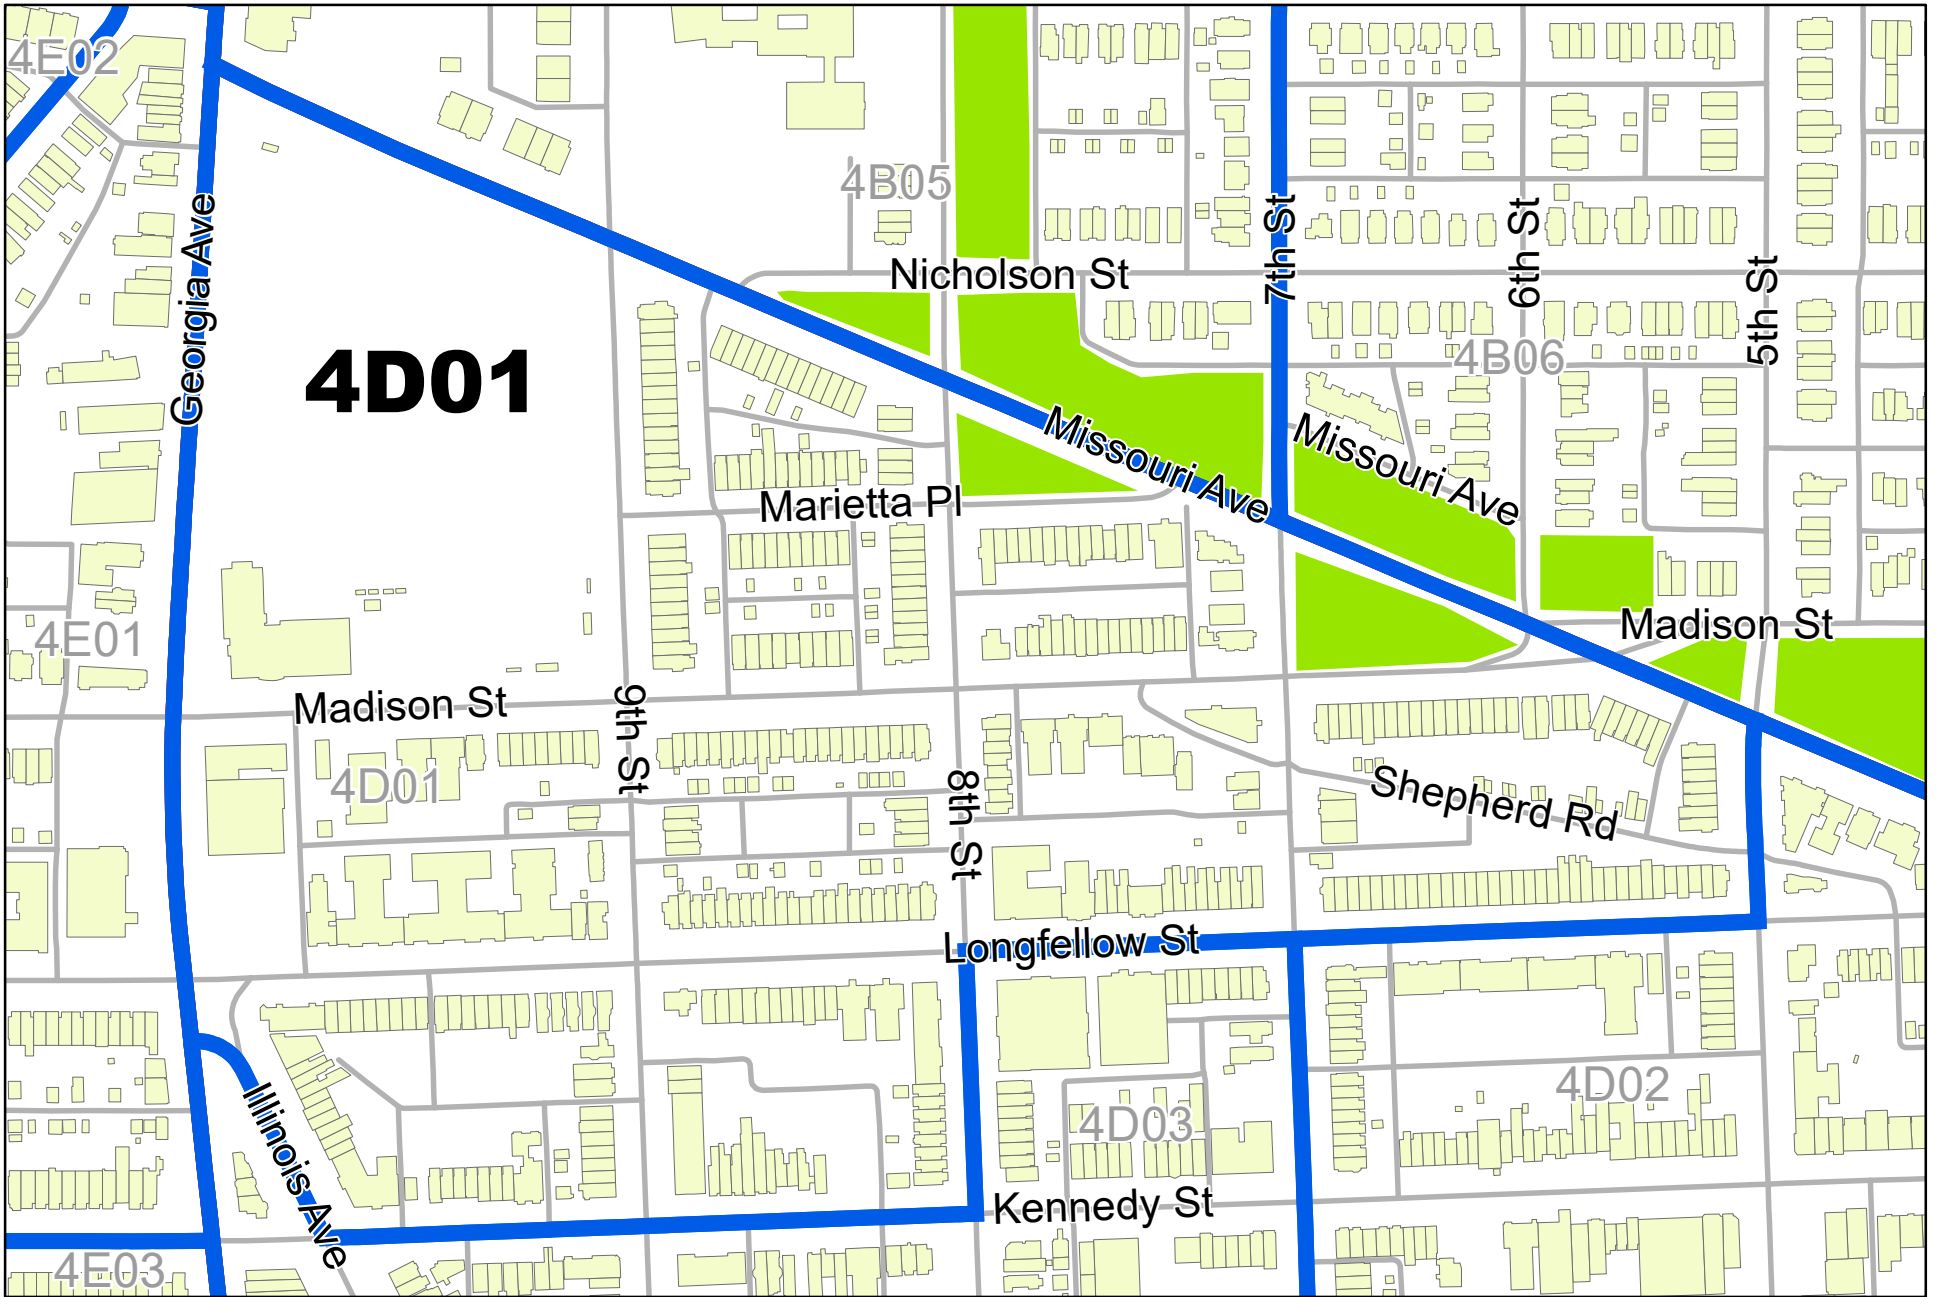 4E02
4B05
Nicholson St
7th St
6th St
5th St
Georgia Ave
4D01
4B06
Missouri Ave
Missouri Ave
Marietta Pl
4E01
Madison St
Madison St
9th St
4D01
8th St
Shepherd Rd
Longfellow St
4D02
4D03
Illinois Ave
Kennedy St
4E03